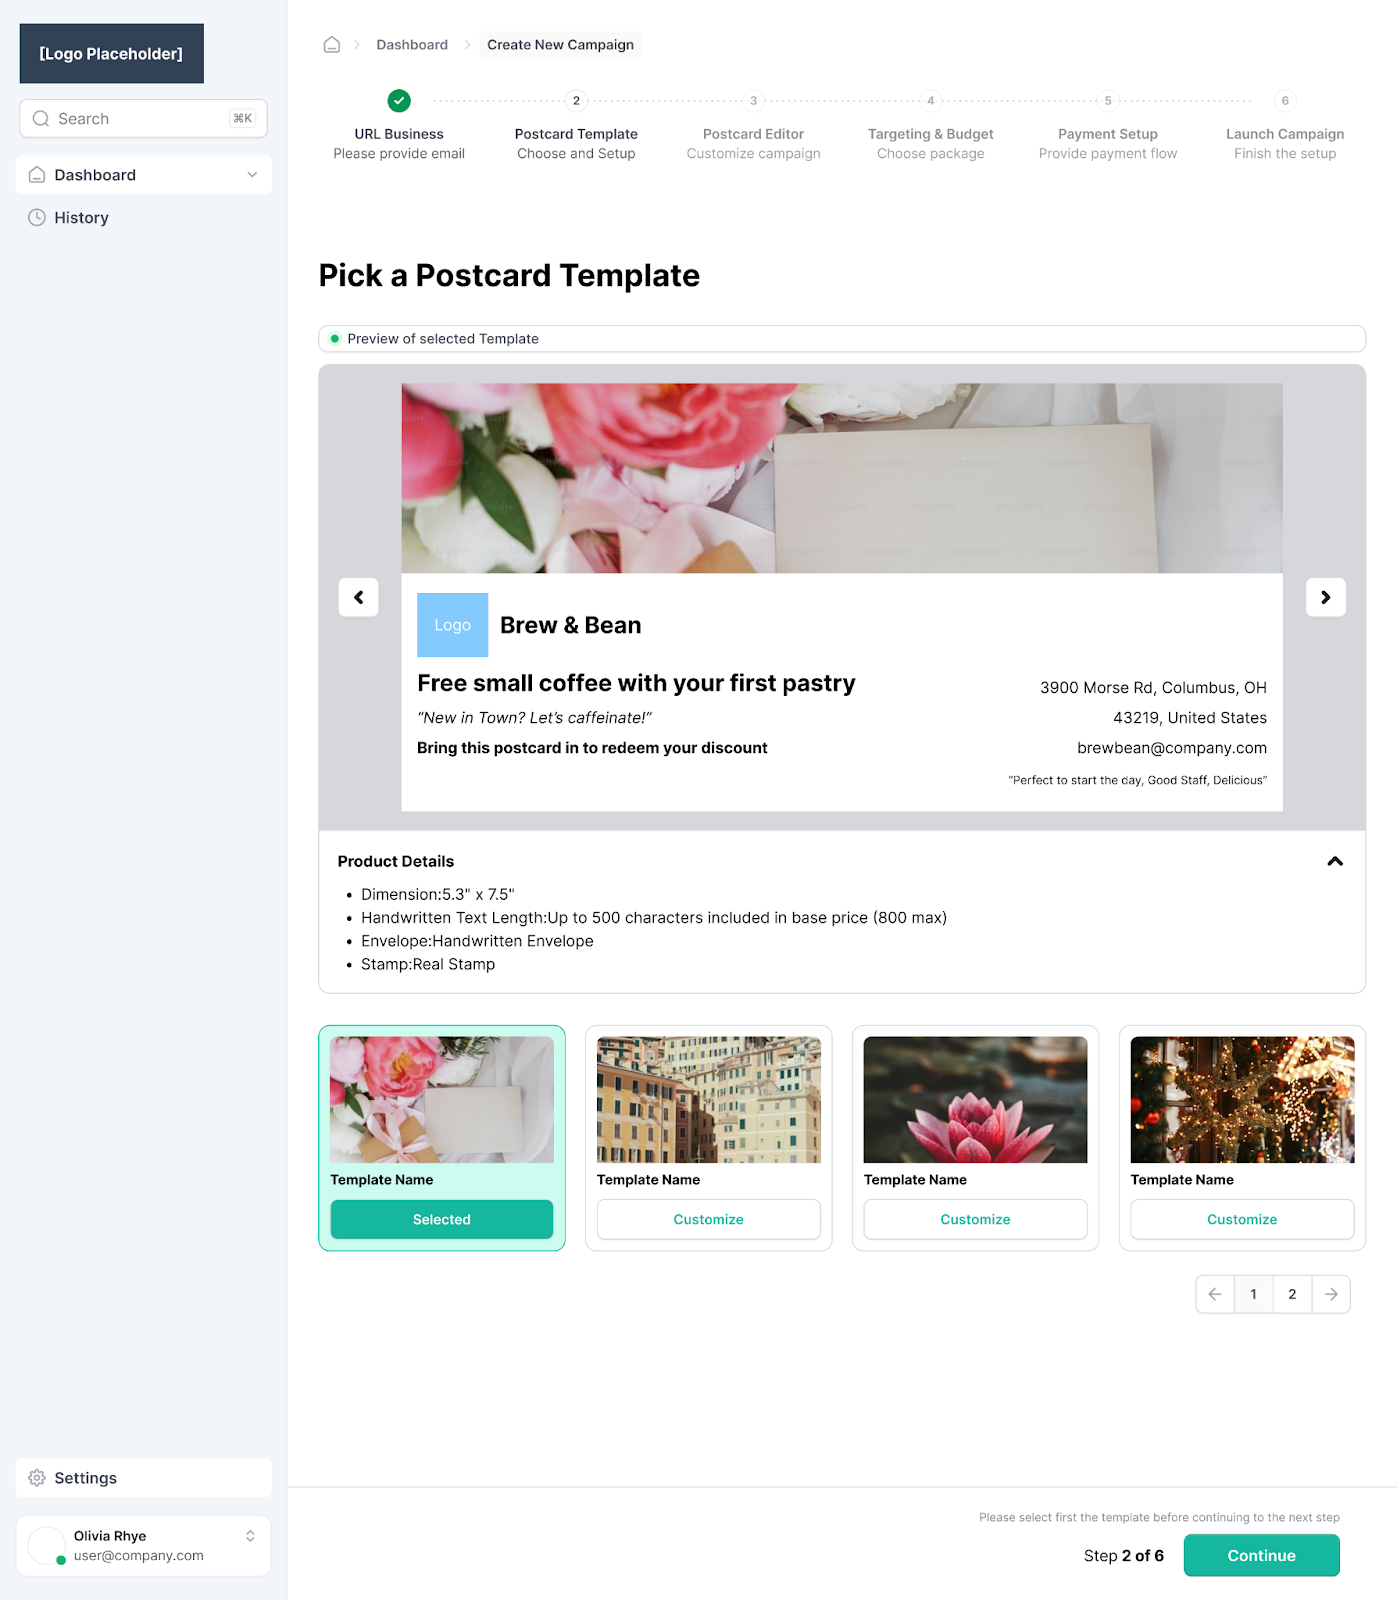 [Logo Placeholder]
Search
⌘K
Dashboard
History
Settings
Olivia Rhye
user@company.com
Dashboard
Create New Campaign
2
3
4
5
6
URL Business
Postcard Template
Postcard Editor
Targeting & Budget
Payment Setup
Launch Campaign
Please provide email
Choose and Setup
Customize campaign
Choose package
Provide payment flow
Finish the setup
Pick a Postcard Template
Preview of selected Template
Logo
Brew & Bean
Free small coffee with your first pastry
“New in Town? Let’s caffeinate!”
Bring this postcard in to redeem your discount
3900 Morse Rd, Columbus, OH
43219, United States
brewbean@company.com
“Perfect to start the day, Good Staff, Delicious”
Product Details
Dimension:5.3" x 7.5"
Handwritten Text Length:Up to 500 characters included in base price (800 max)
Envelope:Handwritten Envelope
Stamp:Real Stamp
Template Name
Selected
Template Name
Customize
Template Name
Customize
Template Name
Customize
1
2
Please select first the template before continuing to the next step
Step 2 of 6
Continue